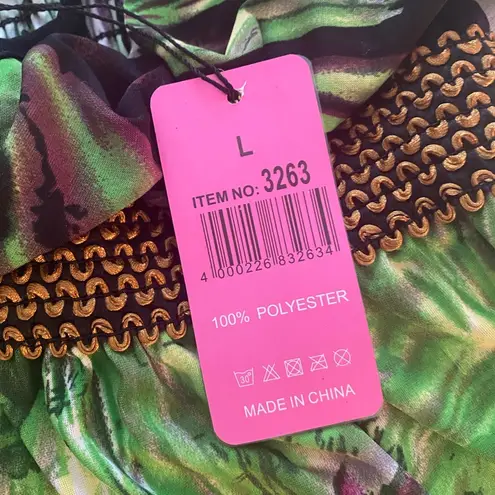 L
ITEM NO: 3263
4 000226 832634
100% POLYESTER
30°
MADE IN CHINA